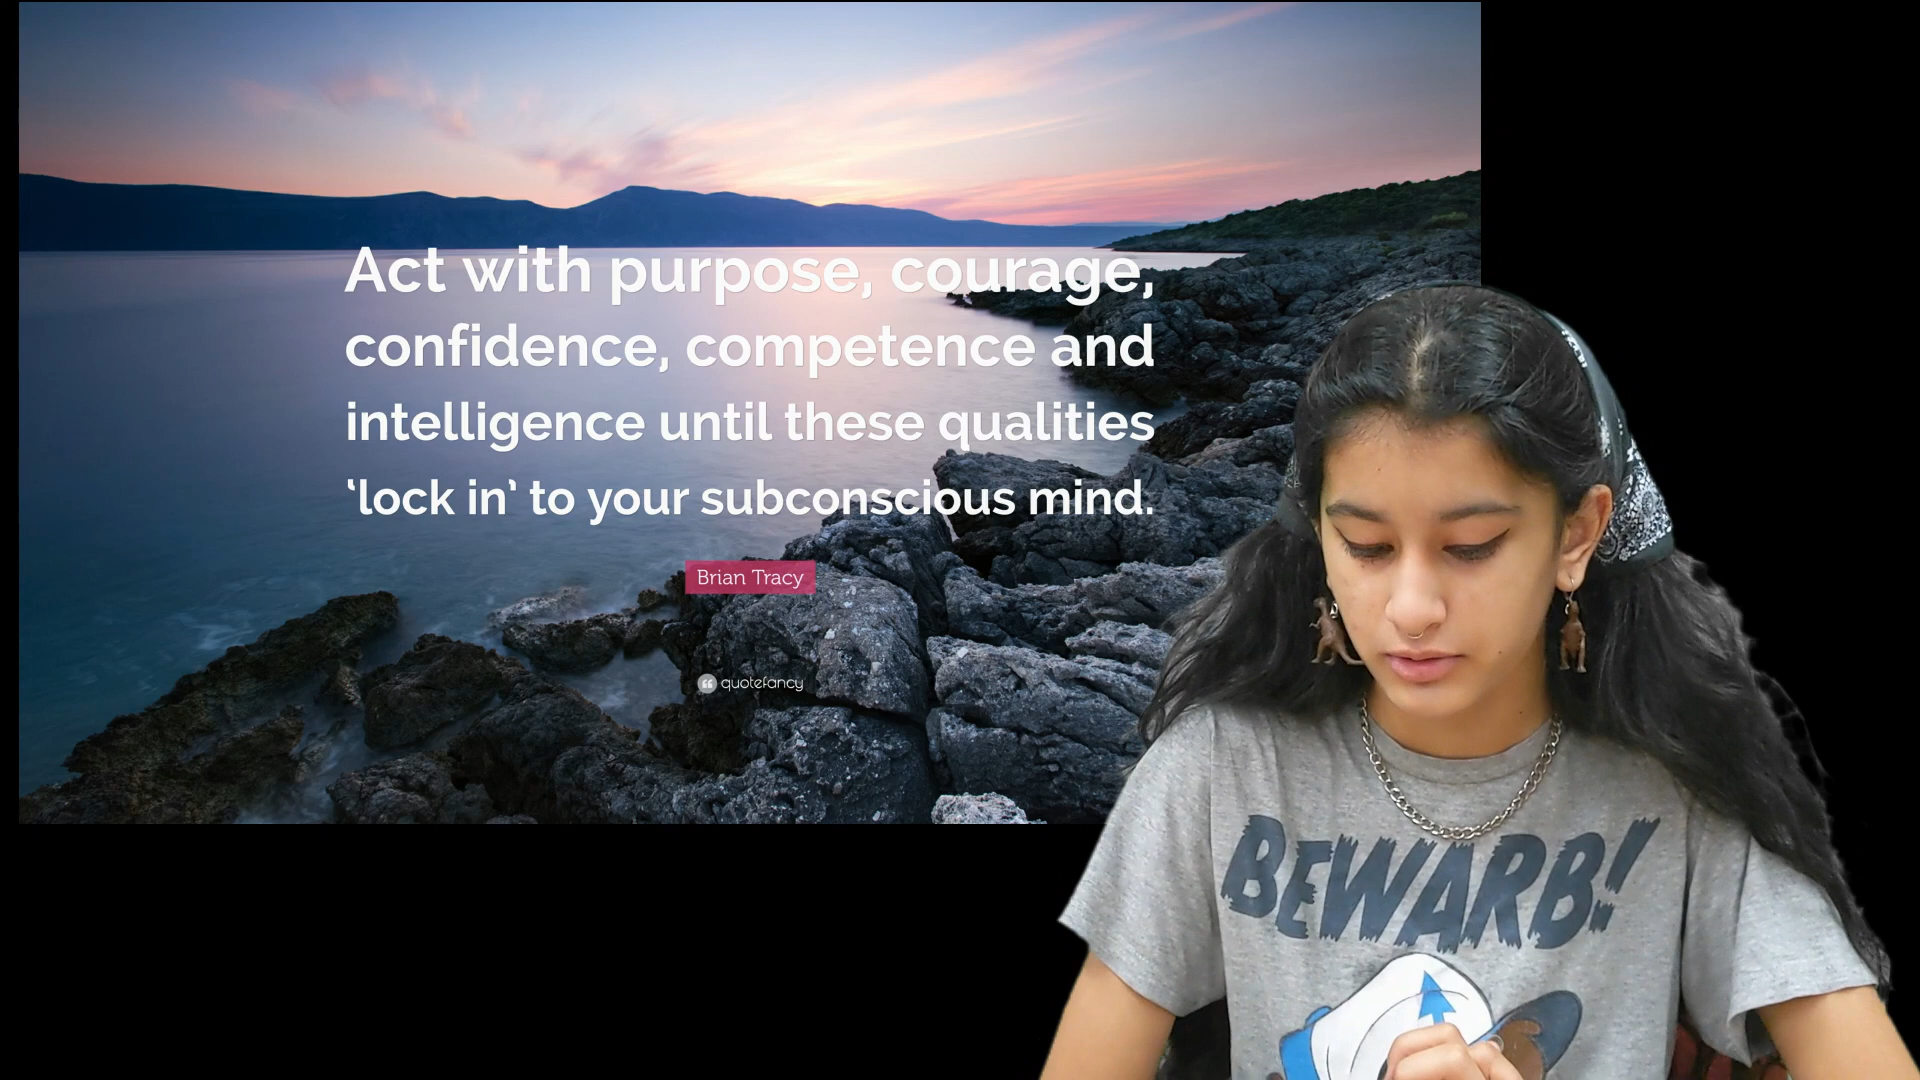 Act with purpose, courage,
confidence, competence and
intelligence until these qualities
‘lock in’ to your subconscious mind.
Brian Tracy
quotefancy
BEWARB!